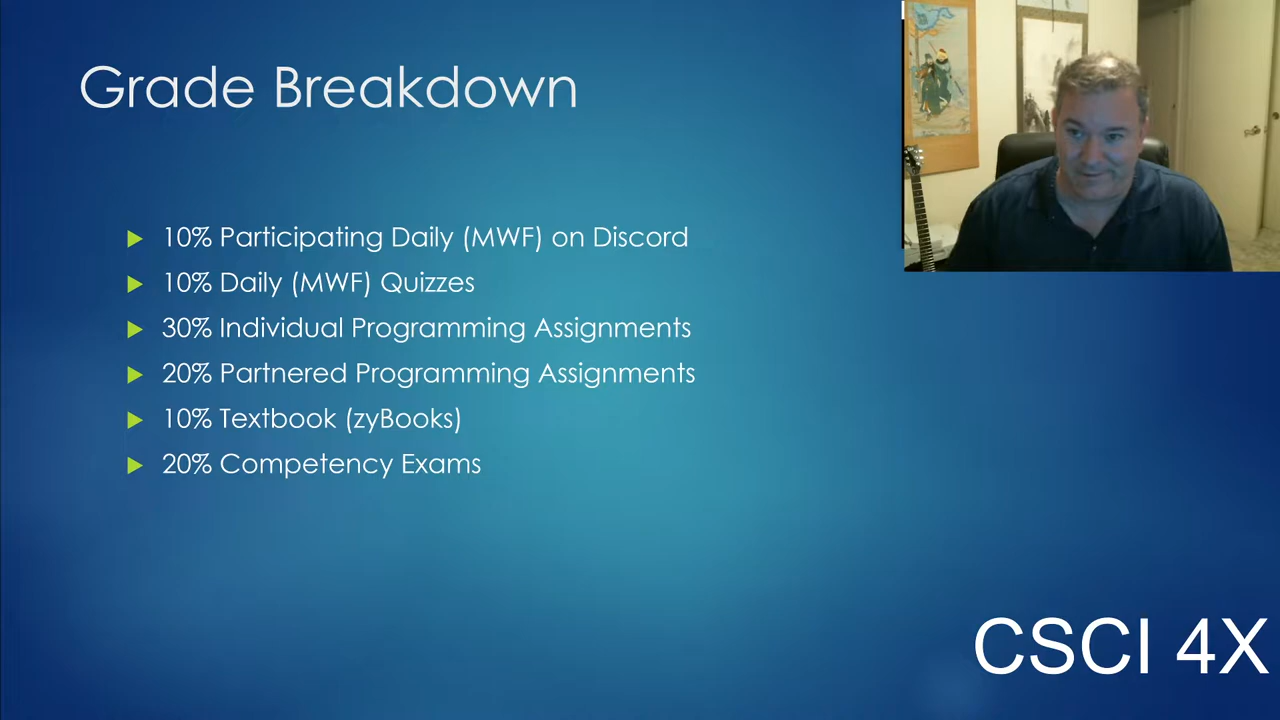 Grade Breakdown
10% Participating Daily (MWF) on Discord
10% Daily (MWF) Quizzes
30% Individual Programming Assignments
20% Partnered Programming Assignments
10% Textbook (zyBooks)
20% Competency Exams
CSCI 4X